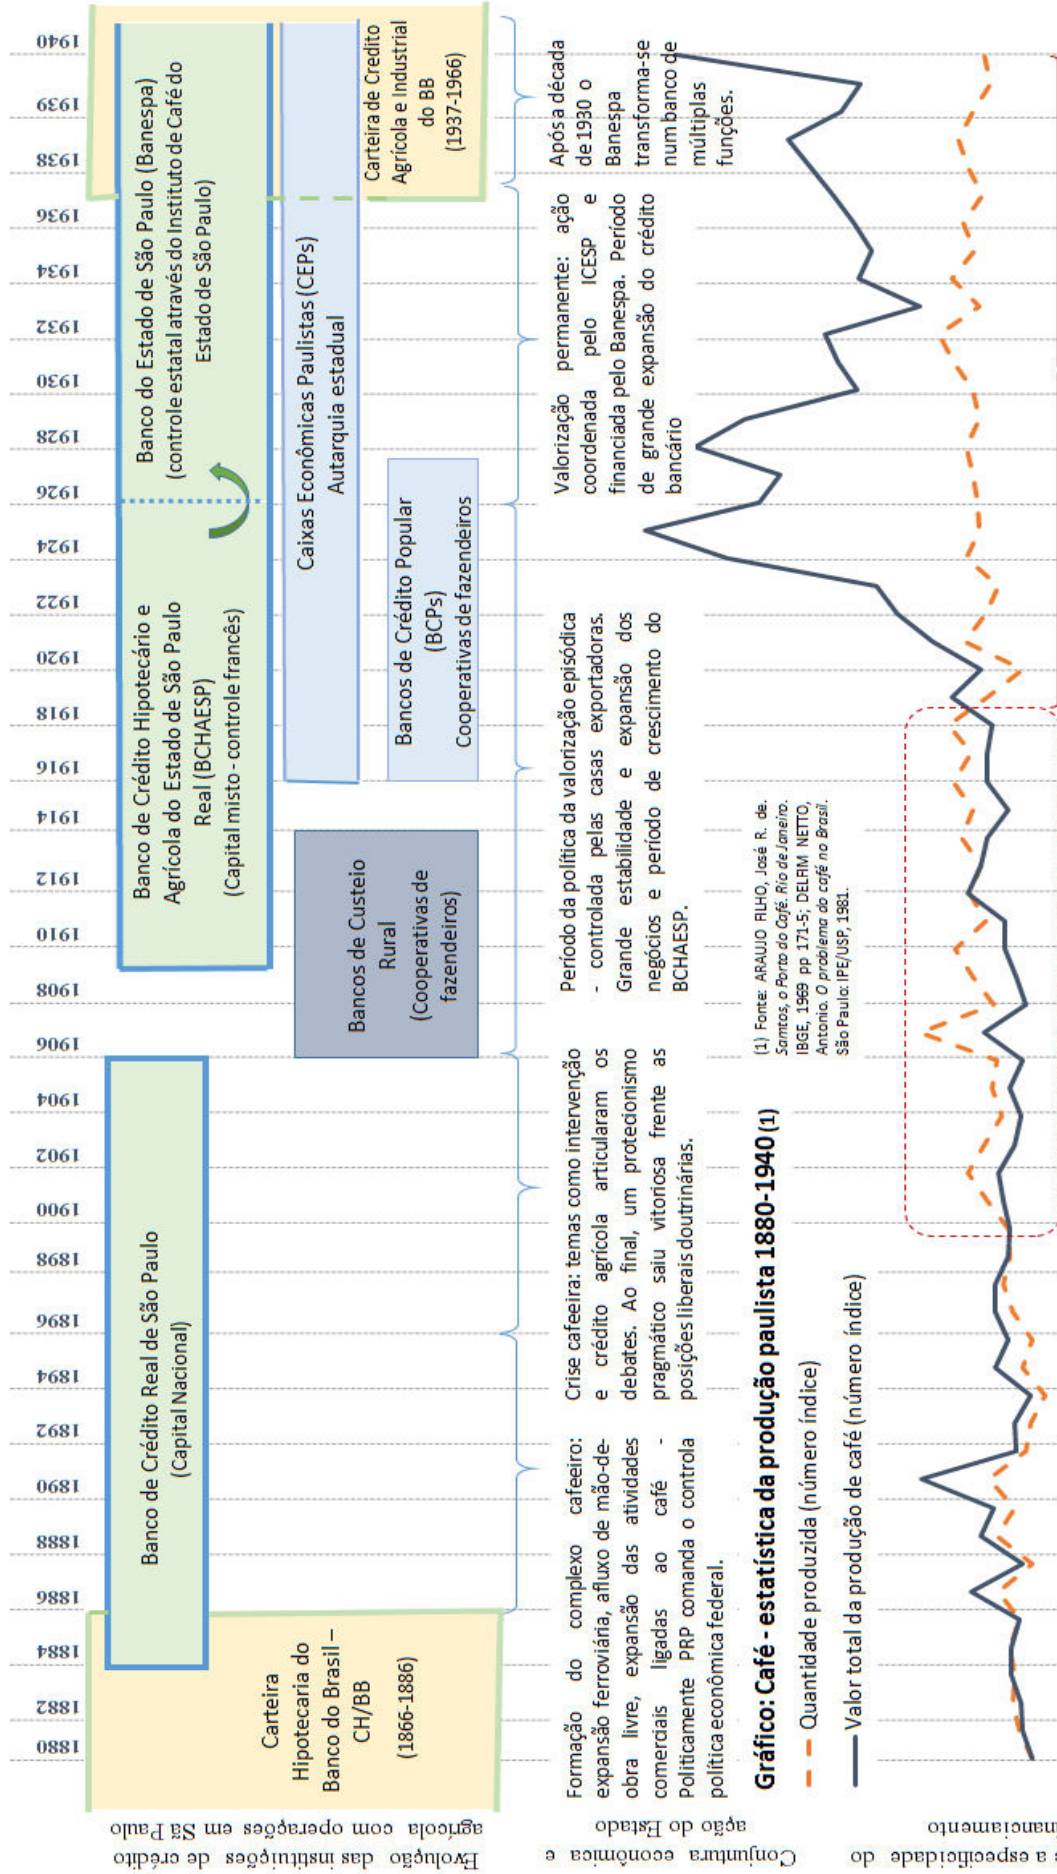 1880 1882 1884 1886 1888 1890 1892 1894 1896 1898 1900 1902 1904 1906 1908 1910 1912 1914 1916 1918 1920 1922 1924 1926 1928 1930 1932 1934 1936 1938 1939 1940
Evolução das instituições de crédito
agrícola com operações em Sã Paulo
Carteira
Hipotecaria do
Banco do Brasil –
CH/BB
(1866-1886)
Banco de Crédito Real de São Paulo
(Capital Nacional)
Banco de Crédito Hipotecário e
Agrícola do Estado de São Paulo
Real (BCHAESP)
(Capital misto - controle francês)
Banco do Estado de São Paulo (Banespa)
(controle estatal através do Instituto de Café do
Estado de São Paulo)
Bancos de Custeio
Rural
(Cooperativas de
fazendeiros)
Caixas Econômicas Paulistas (CEPs)
Autarquia estadual
Bancos de Crédito Popular
(BCPs)
Cooperativas de fazendeiros
Carteira de Credito
Agrícola e Industrial
do BB
(1937-1966)
Conjuntura econômica e
ação do Estado
Formação do complexo cafeeiro:
expansão ferroviária, afluxo de mão-de-
obra livre, expansão das atividades
comerciais ligadas ao café -
Politicamente PRP comanda o controla
política econômica federal.
Crise cafeeira: temas como intervenção
e crédito agrícola articularam os
debates. Ao final, um protecionismo
pragmático saiu vitoriosa frente as
posições liberais doutrinárias.
Período da política da valorização episódica
- controlada pelas casas exportadoras.
Grande estabilidade e expansão dos
negócios e período de crescimento do
BCHAESP.
Valorização permanente: ação
coordenada pelo ICESP e
financiada pelo Banespa. Período
de grande expansão do crédito
bancário
Após a década
de 1930 o
Banespa
transforma-se
num banco de
múltiplas
funções.
Gráfico: Café - estatística da produção paulista 1880-1940 (1)
Quantidade produzida (número índice)
Valor total da produção de café (número índice)
(1) Fonte: ARAUJO FILHO, José R. de.
Santos, o Porto do Café. Rio de Janeiro.
IBGE, 1969 pp 171-5; DELFIM NETTO,
Antonio. O problema do café no Brasil.
São Paulo: IPE/USP, 1981.
e a especificidade do
nanciamento